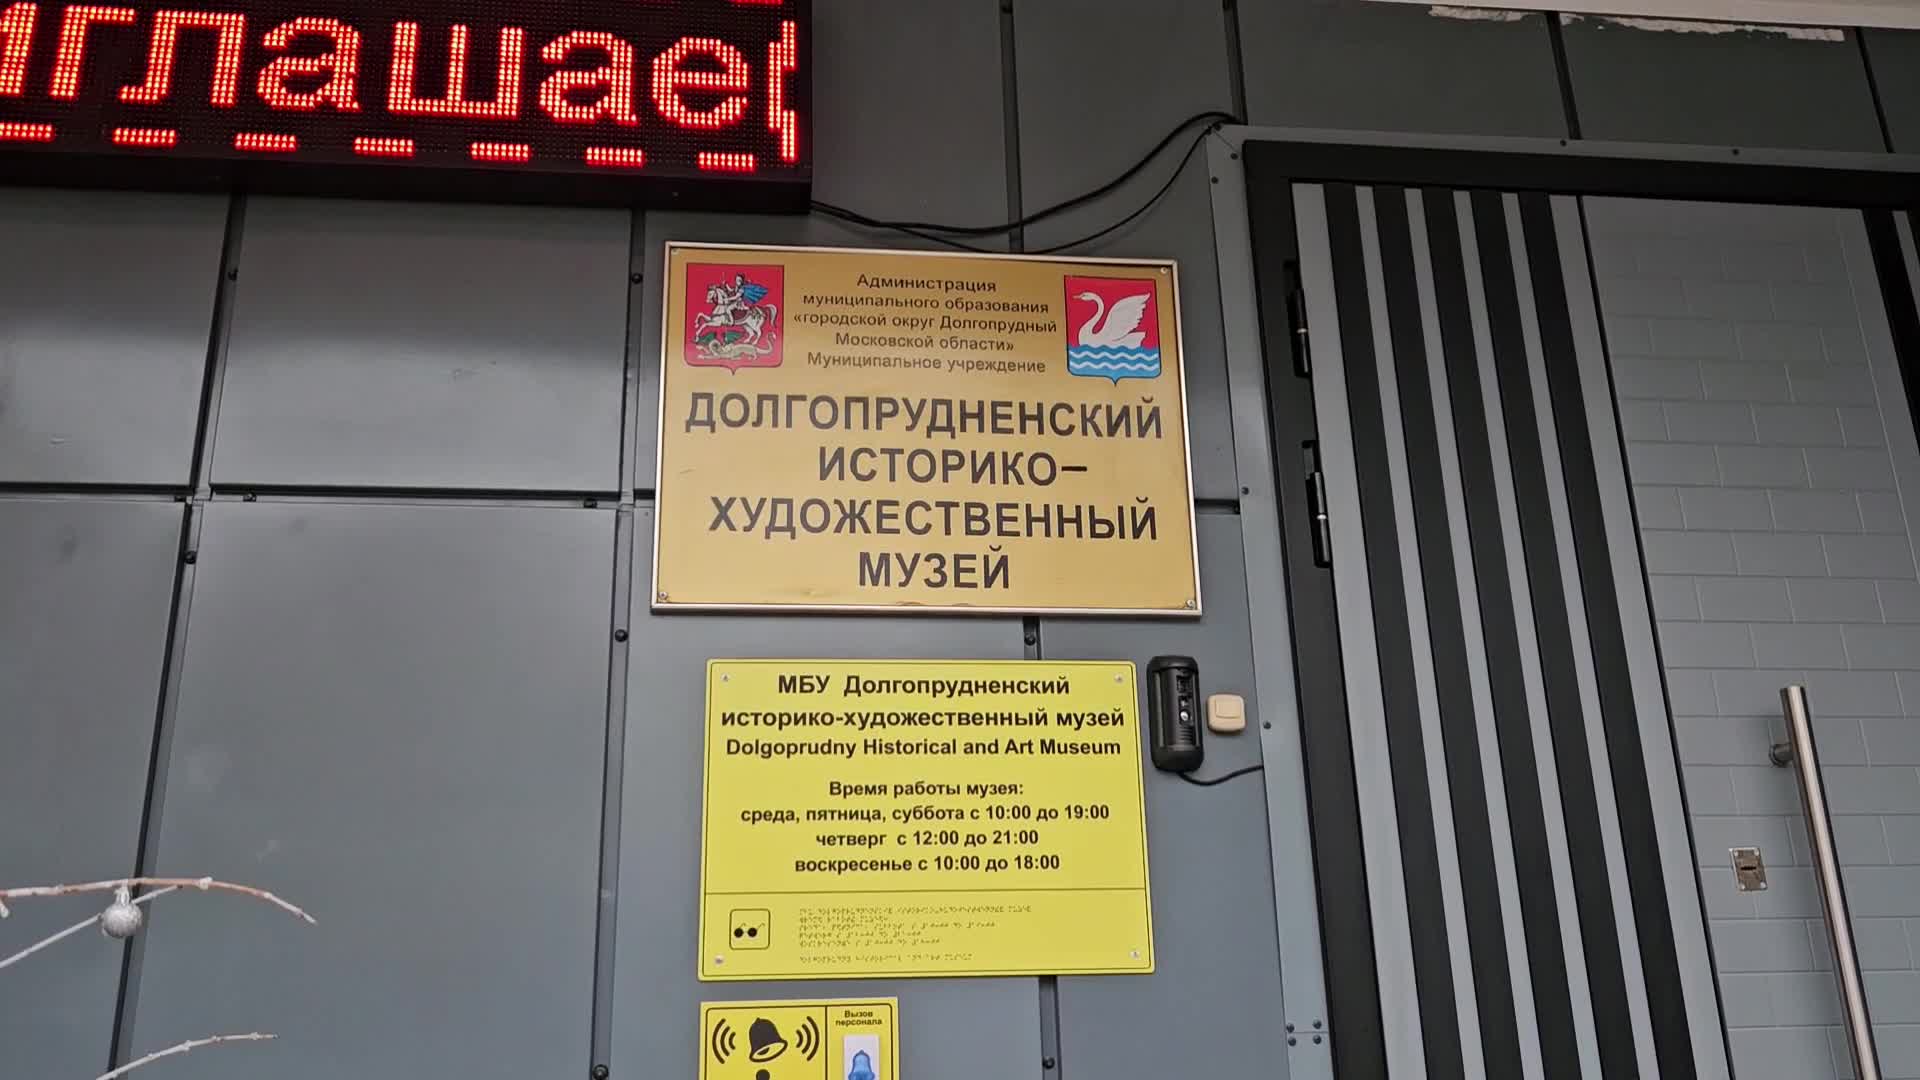 глашае
Администрация
муниципального образования
«городской округ Долгопрудный
Московской области»
Муниципальное учреждение
ДОЛГОПРУДНЕНСКИЙ
ИСТОРИКО–
ХУДОЖЕСТВЕННЫЙ
МУЗЕЙ
МБУ Долгопрудненский
историко-художественный музей
Dolgoprudny Historical and Art Museum
Время работы музея:
среда, пятница, суббота с 10:00 до 19:00
четверг с 12:00 до 21:00
воскресенье с 10:00 до 18:00
Вызов
персонала